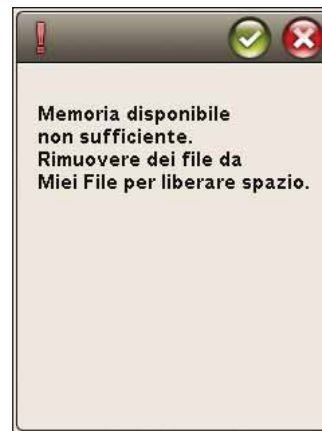 Memoria disponibile
non sufficiente.
Rimuovere dei file da
Miei File per liberare spazio.